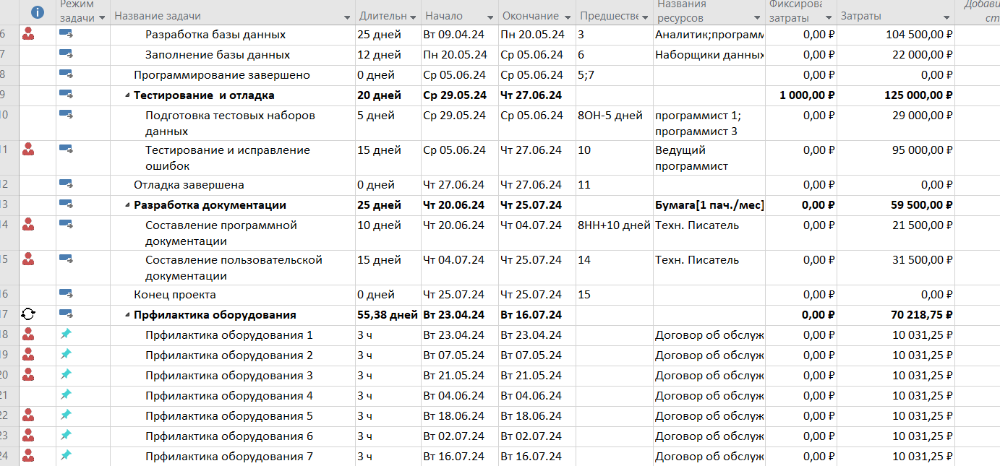 Режим задачи Название задачи Длительн Начало Окончание Предшестве Названия ресурсов Фиксирова затраты Затраты Добави ст
6 Разработка базы данных 25 дней Вт 09.04.24 Пн 20.05.24 3 Аналитик;программ 0,00 ₽ 104 500,00 ₽
7 Заполнение базы данных 12 дней Пн 20.05.24 Ср 05.06.24 6 Наборщики данных 0,00 ₽ 22 000,00 ₽
8 Программирование завершено 0 дней Ср 05.06.24 Ср 05.06.24 5;7 0,00 ₽ 0,00 ₽
9 Тестирование и отладка 20 дней Ср 29.05.24 Чт 27.06.24 1 000,00 ₽ 125 000,00 ₽
10 Подготовка тестовых наборов данных 5 дней Ср 29.05.24 Ср 05.06.24 8ОН-5 дней программист 1; программист 3 0,00 ₽ 29 000,00 ₽
11 Тестирование и исправление ошибок 15 дней Ср 05.06.24 Чт 27.06.24 10 Ведущий программист 0,00 ₽ 95 000,00 ₽
12 Отладка завершена 0 дней Чт 27.06.24 Чт 27.06.24 11 0,00 ₽ 0,00 ₽
13 Разработка документации 25 дней Чт 20.06.24 Чт 25.07.24 Бумага[1 пач./мес] 0,00 ₽ 59 500,00 ₽
14 Составление программной документации 10 дней Чт 20.06.24 Чт 04.07.24 8НН+10 дней Техн. Писатель 0,00 ₽ 21 500,00 ₽
15 Составление пользовательской документации 15 дней Чт 04.07.24 Чт 25.07.24 14 Техн. Писатель 0,00 ₽ 31 500,00 ₽
16 Конец проекта 0 дней Чт 25.07.24 Чт 25.07.24 15 0,00 ₽ 0,00 ₽
17 Прфилактика оборудования 55,38 дней Вт 23.04.24 Вт 16.07.24 0,00 ₽ 70 218,75 ₽
18 Прфилактика оборудования 1 3 ч Вт 23.04.24 Вт 23.04.24 Договор об обслуж 0,00 ₽ 10 031,25 ₽
19 Прфилактика оборудования 2 3 ч Вт 07.05.24 Вт 07.05.24 Договор об обслуж 0,00 ₽ 10 031,25 ₽
20 Прфилактика оборудования 3 3 ч Вт 21.05.24 Вт 21.05.24 Договор об обслуж 0,00 ₽ 10 031,25 ₽
21 Прфилактика оборудования 4 3 ч Вт 04.06.24 Вт 04.06.24 Договор об обслуж 0,00 ₽ 10 031,25 ₽
22 Прфилактика оборудования 5 3 ч Вт 18.06.24 Вт 18.06.24 Договор об обслуж 0,00 ₽ 10 031,25 ₽
23 Прфилактика оборудования 6 3 ч Вт 02.07.24 Вт 02.07.24 Договор об обслуж 0,00 ₽ 10 031,25 ₽
24 Прфилактика оборудования 7 3 ч Вт 16.07.24 Вт 16.07.24 Договор об обслуж 0,00 ₽ 10 031,25 ₽